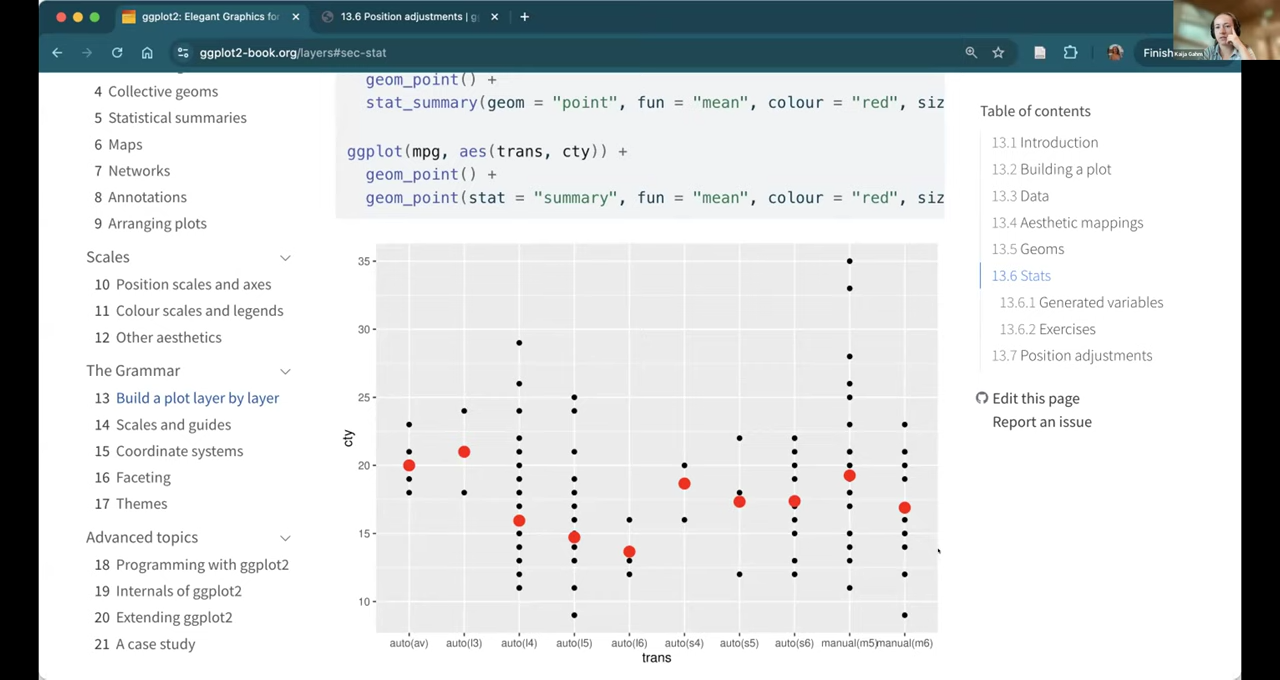 ggplot2: Elegant Graphics for
13.6 Position adjustments | gg
ggplot2-book.org/layers#sec-stat
Finish
Kaija Gahm
4 Collective geoms
5 Statistical summaries
6 Maps
7 Networks
8 Annotations
9 Arranging plots
Scales
10 Position scales and axes
11 Colour scales and legends
12 Other aesthetics
The Grammar
13 Build a plot layer by layer
14 Scales and guides
15 Coordinate systems
16 Faceting
17 Themes
Advanced topics
18 Programming with ggplot2
19 Internals of ggplot2
20 Extending ggplot2
21 A case study
geom_point() +
stat_summary(geom = "point", fun = "mean", colour = "red", siz
ggplot(mpg, aes(trans, cty)) +
geom_point() +
geom_point(stat = "summary", fun = "mean", colour = "red", siz
35
30
25
20
15
10
cty
auto(av) auto(l3) auto(l4) auto(l5) auto(l6) auto(s4) auto(s5) auto(s6) manual(m5) manual(m6)
trans
Table of contents
13.1 Introduction
13.2 Building a plot
13.3 Data
13.4 Aesthetic mappings
13.5 Geoms
13.6 Stats
13.6.1 Generated variables
13.6.2 Exercises
13.7 Position adjustments
Edit this page
Report an issue